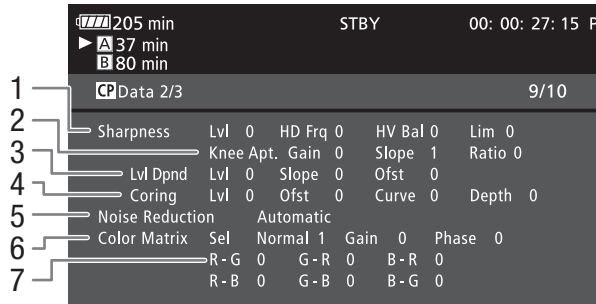 205 min STBY 00: 00: 27: 15 P
A 37 min
B 80 min
CP Data 2/3 9/10
1 Sharpness Lvl 0 HD Frq 0 HV Bal 0 Lim 0
2 Knee Apt. Gain 0 Slope 1 Ratio 0
3 Lvl Dpnd Lvl 0 Slope 0 Ofst 0
4 Coring Lvl 0 Ofst 0 Curve 0 Depth 0
5 Noise Reduction Automatic
6 Color Matrix Sel Normal 1 Gain 0 Phase 0
7 R - G 0 G - R 0 B - R 0
R - B 0 G - B 0 B - G 0